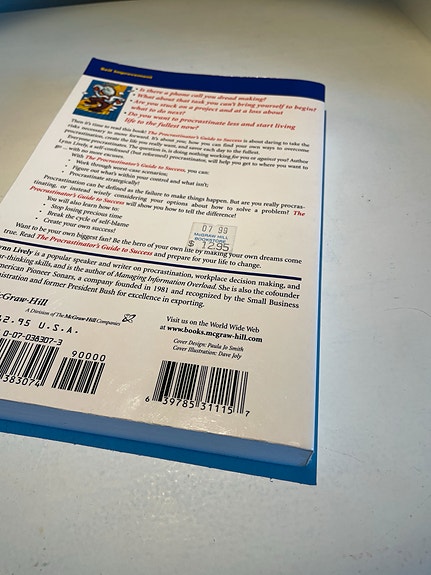 Self Improvement
• Is there a phone call you dread making?
• What about that task you can't bring yourself to begin?
• Are you stuck on a project and at a loss about
what to do next?
• Do you want to procrastinate less and start living
life to the fullest now?
Then it's time to read this book! The Procrastinator's Guide to Success is about daring to take the
risks necessary to move forward. It's about you; how you can find your own ways to overcome
procrastination, create the life you really want, and savor each day to the fullest.
Everyone procrastinates. The question is, is doing nothing working for you or against you? Author
Lynn Lively, a self-professed (but reformed) procrastinator, will help you get to where you want to
go – with no more excuses.
With The Procrastinator's Guide to Success, you can:
• Work through worse-case scenarios;
• Figure out what's within your control and what isn't;
• Procrastinate strategically!
Procrastination can be defined as the failure to make things happen. But are you really procras-
tinating, or instead wisely considering your options about how to solve a problem? The
Procrastinator's Guide to Success will show you how to tell the difference!
You will also learn how to:
• Stop losing precious time
• Break the cycle of self-blame
• Create your own success!
07 99
McGRAW HILL
BOOKSTORE
$ 12.95
Want to be your own biggest fan? Be the hero of your own life by making your own dreams come
true. Read The Procrastinator's Guide to Success and prepare for your life to change.
ynn Lively is a popular speaker and writer on procrastination, workplace decision making, and
ar-thinking skills, and is the author of Managing Information Overload. She is also the cofounder
merican Pioneer Sonars, a company founded in 1981 and recognized by the Small Business
istration and former President Bush for excellence in exporting.
Graw-Hill
A Division of The McGraw-Hill Companies
2.95 U.S.A.
0-07-038307-3
90000
383074
Visit us on the World Wide Web
at www.books.mcgraw-hill.com
Cover Design: Paula Jo Smith
Cover Illustration: Dave Joly
6 39785 31115 7